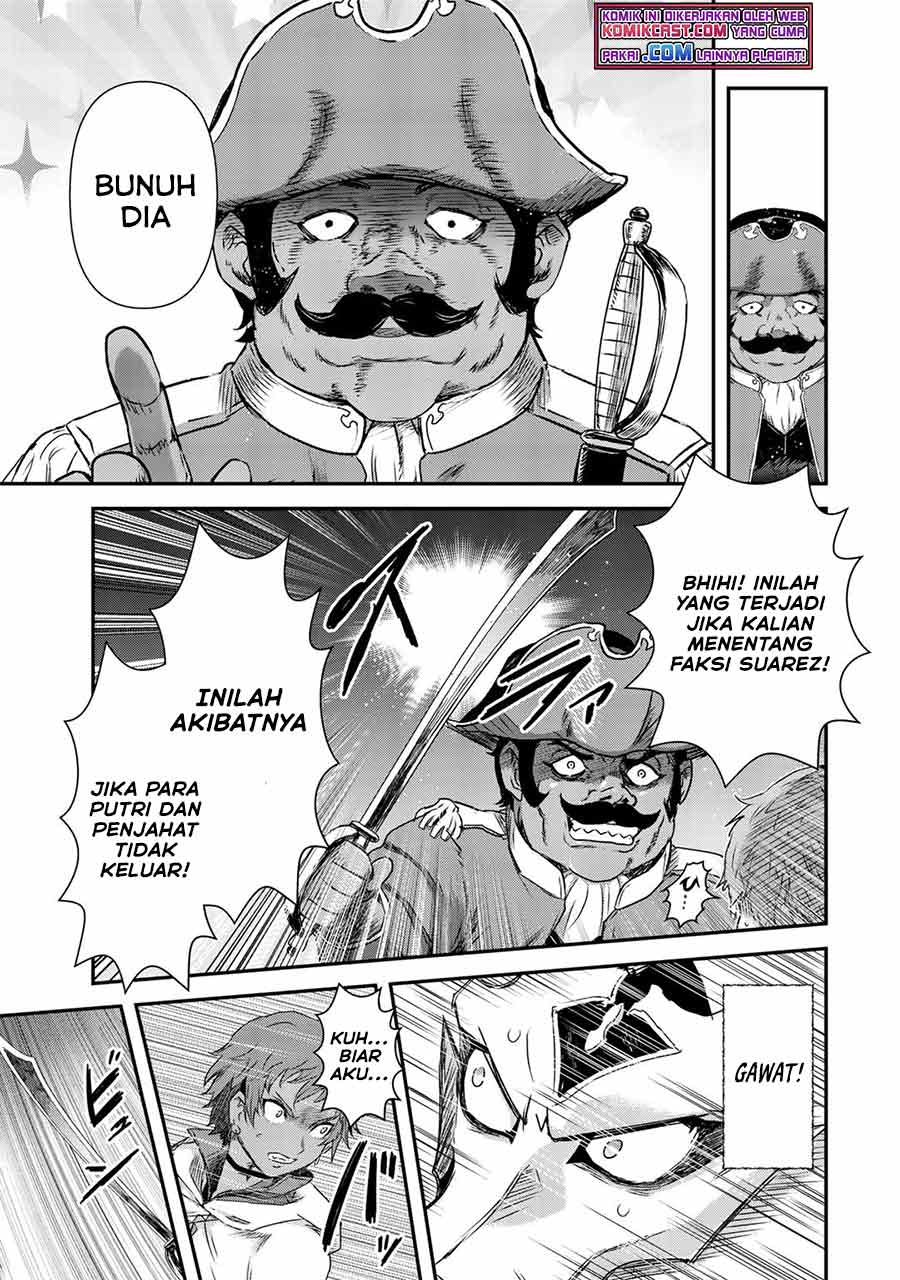 KOMIK INI DIKERJAKAN OLEH WEB
KOMIKCAST.COM YANG CUMA
PAKAI .COM LAINNYA PLAGIAT!
BUNUH
DIA
BHIHI! INILAH
YANG TERJADI
JIKA KALIAN
MENENTANG
FAKSI SUAREZ!
INILAH
AKIBATNYA
JIKA PARA
PUTRI DAN
PENJAHAT
TIDAK
KELUAR!
ひ…
GAWAT!
KUH...
BIAR
AKU...